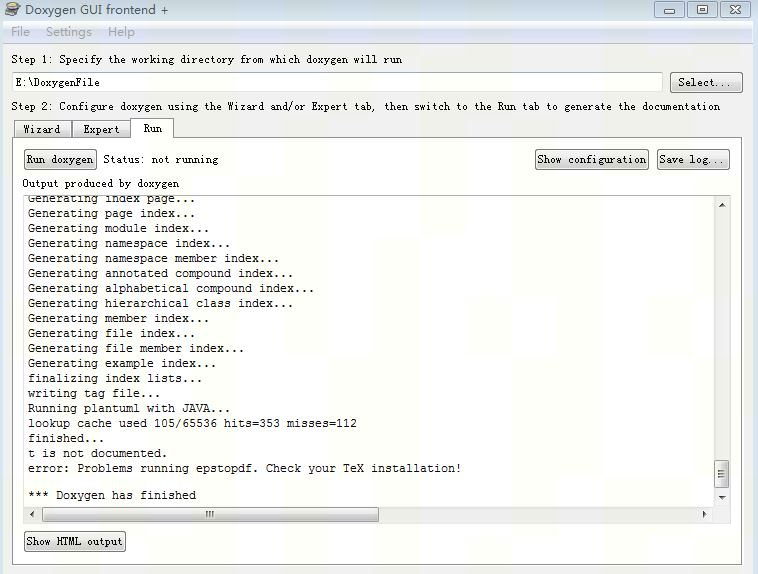 Doxygen GUI frontend +
File Settings Help
Step 1: Specify the working directory from which doxygen will run
E:\DoxygenFile
Select...
Step 2: Configure doxygen using the Wizard and/or Expert tab, then switch to the Run tab to generate the documentation
Wizard Expert Run
Run doxygen Status: not running Show configuration Save log...
Output produced by doxygen
Generating index page...
Generating page index...
Generating module index...
Generating namespace index...
Generating namespace member index...
Generating annotated compound index...
Generating alphabetical compound index...
Generating hierarchical class index...
Generating member index...
Generating file index...
Generating file member index...
Generating example index...
finalizing index lists...
writing tag file...
Running plantuml with JAVA...
lookup cache used 105/65536 hits=353 misses=112
finished...
t is not documented.
error: Problems running epstopdf. Check your TeX installation!
*** Doxygen has finished
Show HTML output